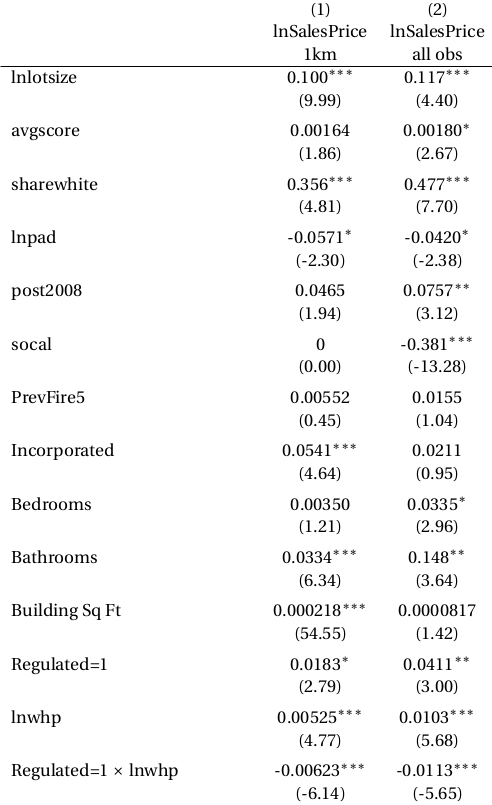 (1) (2)
lnSalesPrice lnSalesPrice
1km all obs
lnlotsize 0.100*** 0.117***
(9.99) (4.40)
avgscore 0.00164 0.00180*
(1.86) (2.67)
sharewhite 0.356*** 0.477***
(4.81) (7.70)
lnpad -0.0571* -0.0420*
(-2.30) (-2.38)
post2008 0.0465 0.0757**
(1.94) (3.12)
socal 0 -0.381***
(0.00) (-13.28)
PrevFire5 0.00552 0.0155
(0.45) (1.04)
Incorporated 0.0541*** 0.0211
(4.64) (0.95)
Bedrooms 0.00350 0.0335*
(1.21) (2.96)
Bathrooms 0.0334*** 0.148**
(6.34) (3.64)
Building Sq Ft 0.000218*** 0.0000817
(54.55) (1.42)
Regulated=1 0.0183* 0.0411**
(2.79) (3.00)
lnwhp 0.00525*** 0.0103***
(4.77) (5.68)
Regulated=1 × lnwhp -0.00623*** -0.0113***
(-6.14) (-5.65)